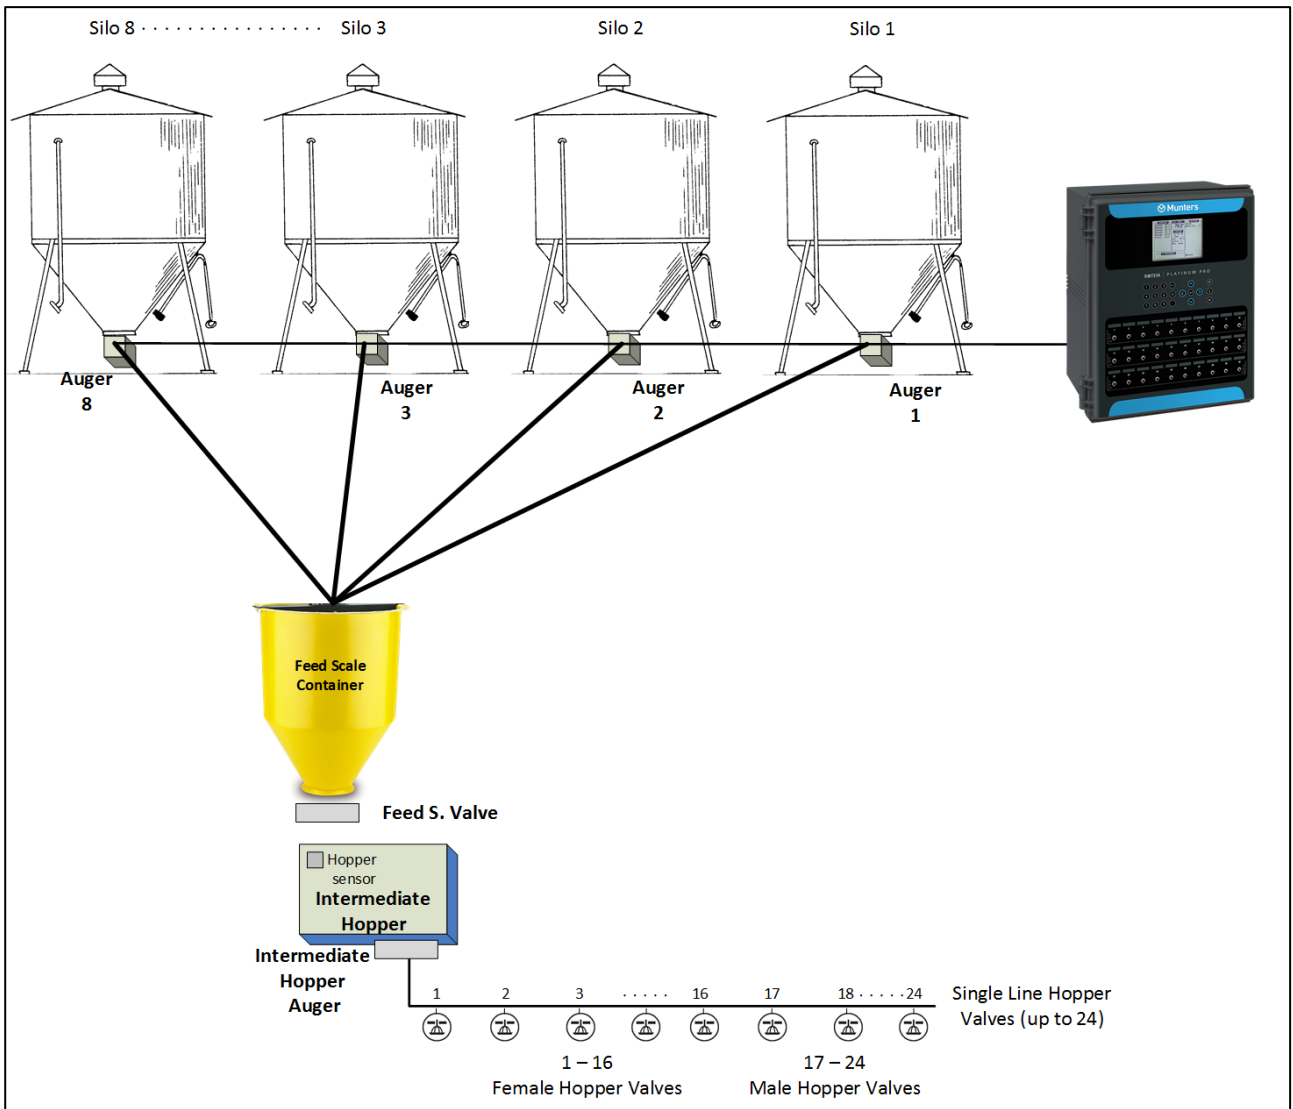 Silo 8 · · · · · · · · · · · · · · · Silo 3
Silo 2
Silo 1
Munters
PLATINUM PRO
Auger
8
Auger
3
Auger
2
Auger
1
Feed Scale
Container
Feed S. Valve
Hopper
sensor
Intermediate
Hopper
Intermediate
Hopper
Auger
1 2 3 · · · · · 16 17 18 · · · · · 24
Single Line Hopper
Valves (up to 24)
1 – 16
Female Hopper Valves
17 – 24
Male Hopper Valves